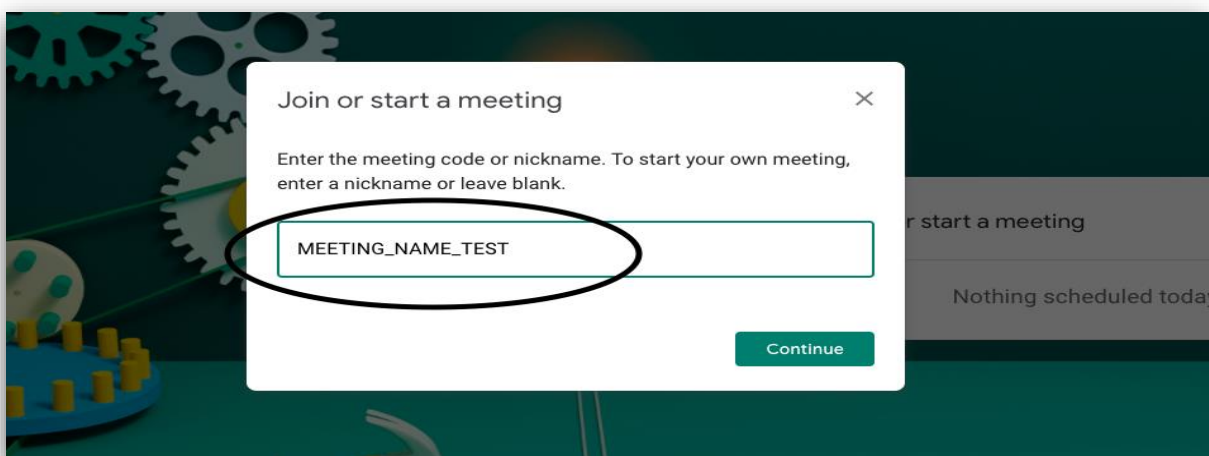 Join or start a meeting
Enter the meeting code or nickname. To start your own meeting,
enter a nickname or leave blank.
MEETING_NAME_TEST
r start a meeting
Nothing scheduled today
Continue